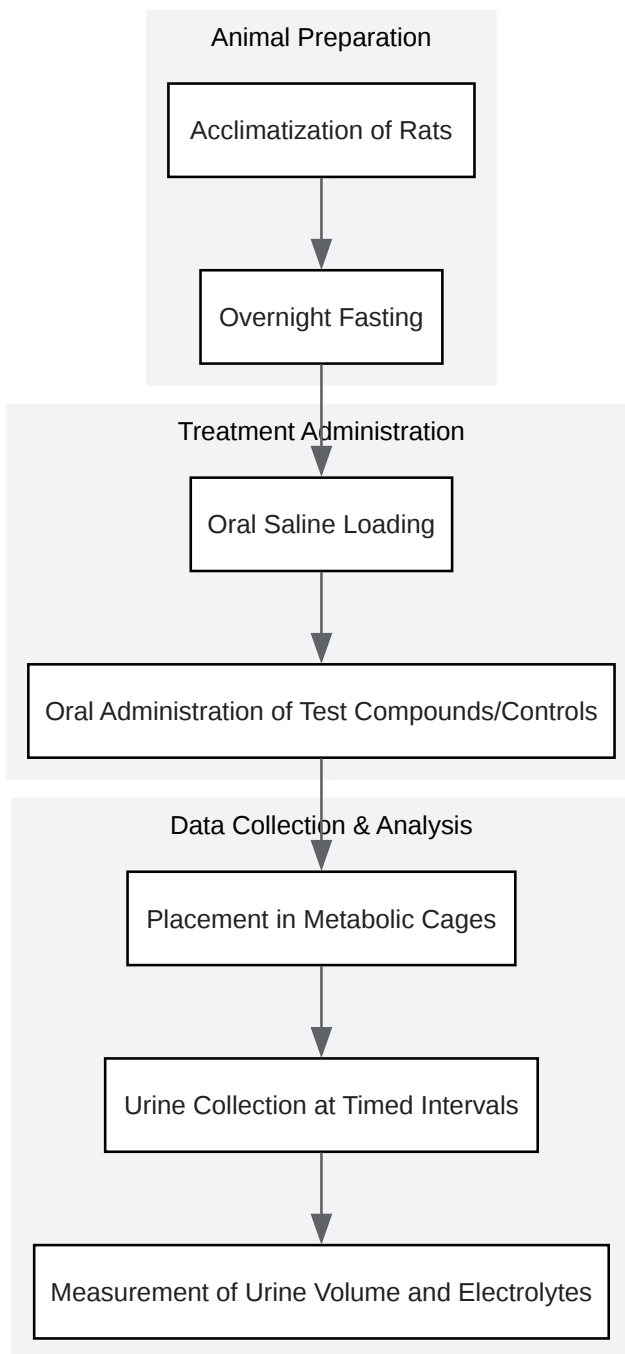 Animal Preparation
Acclimatization of Rats
Overnight Fasting
Treatment Administration
Oral Saline Loading
Oral Administration of Test Compounds/Controls
Data Collection & Analysis
Placement in Metabolic Cages
Urine Collection at Timed Intervals
Measurement of Urine Volume and Electrolytes